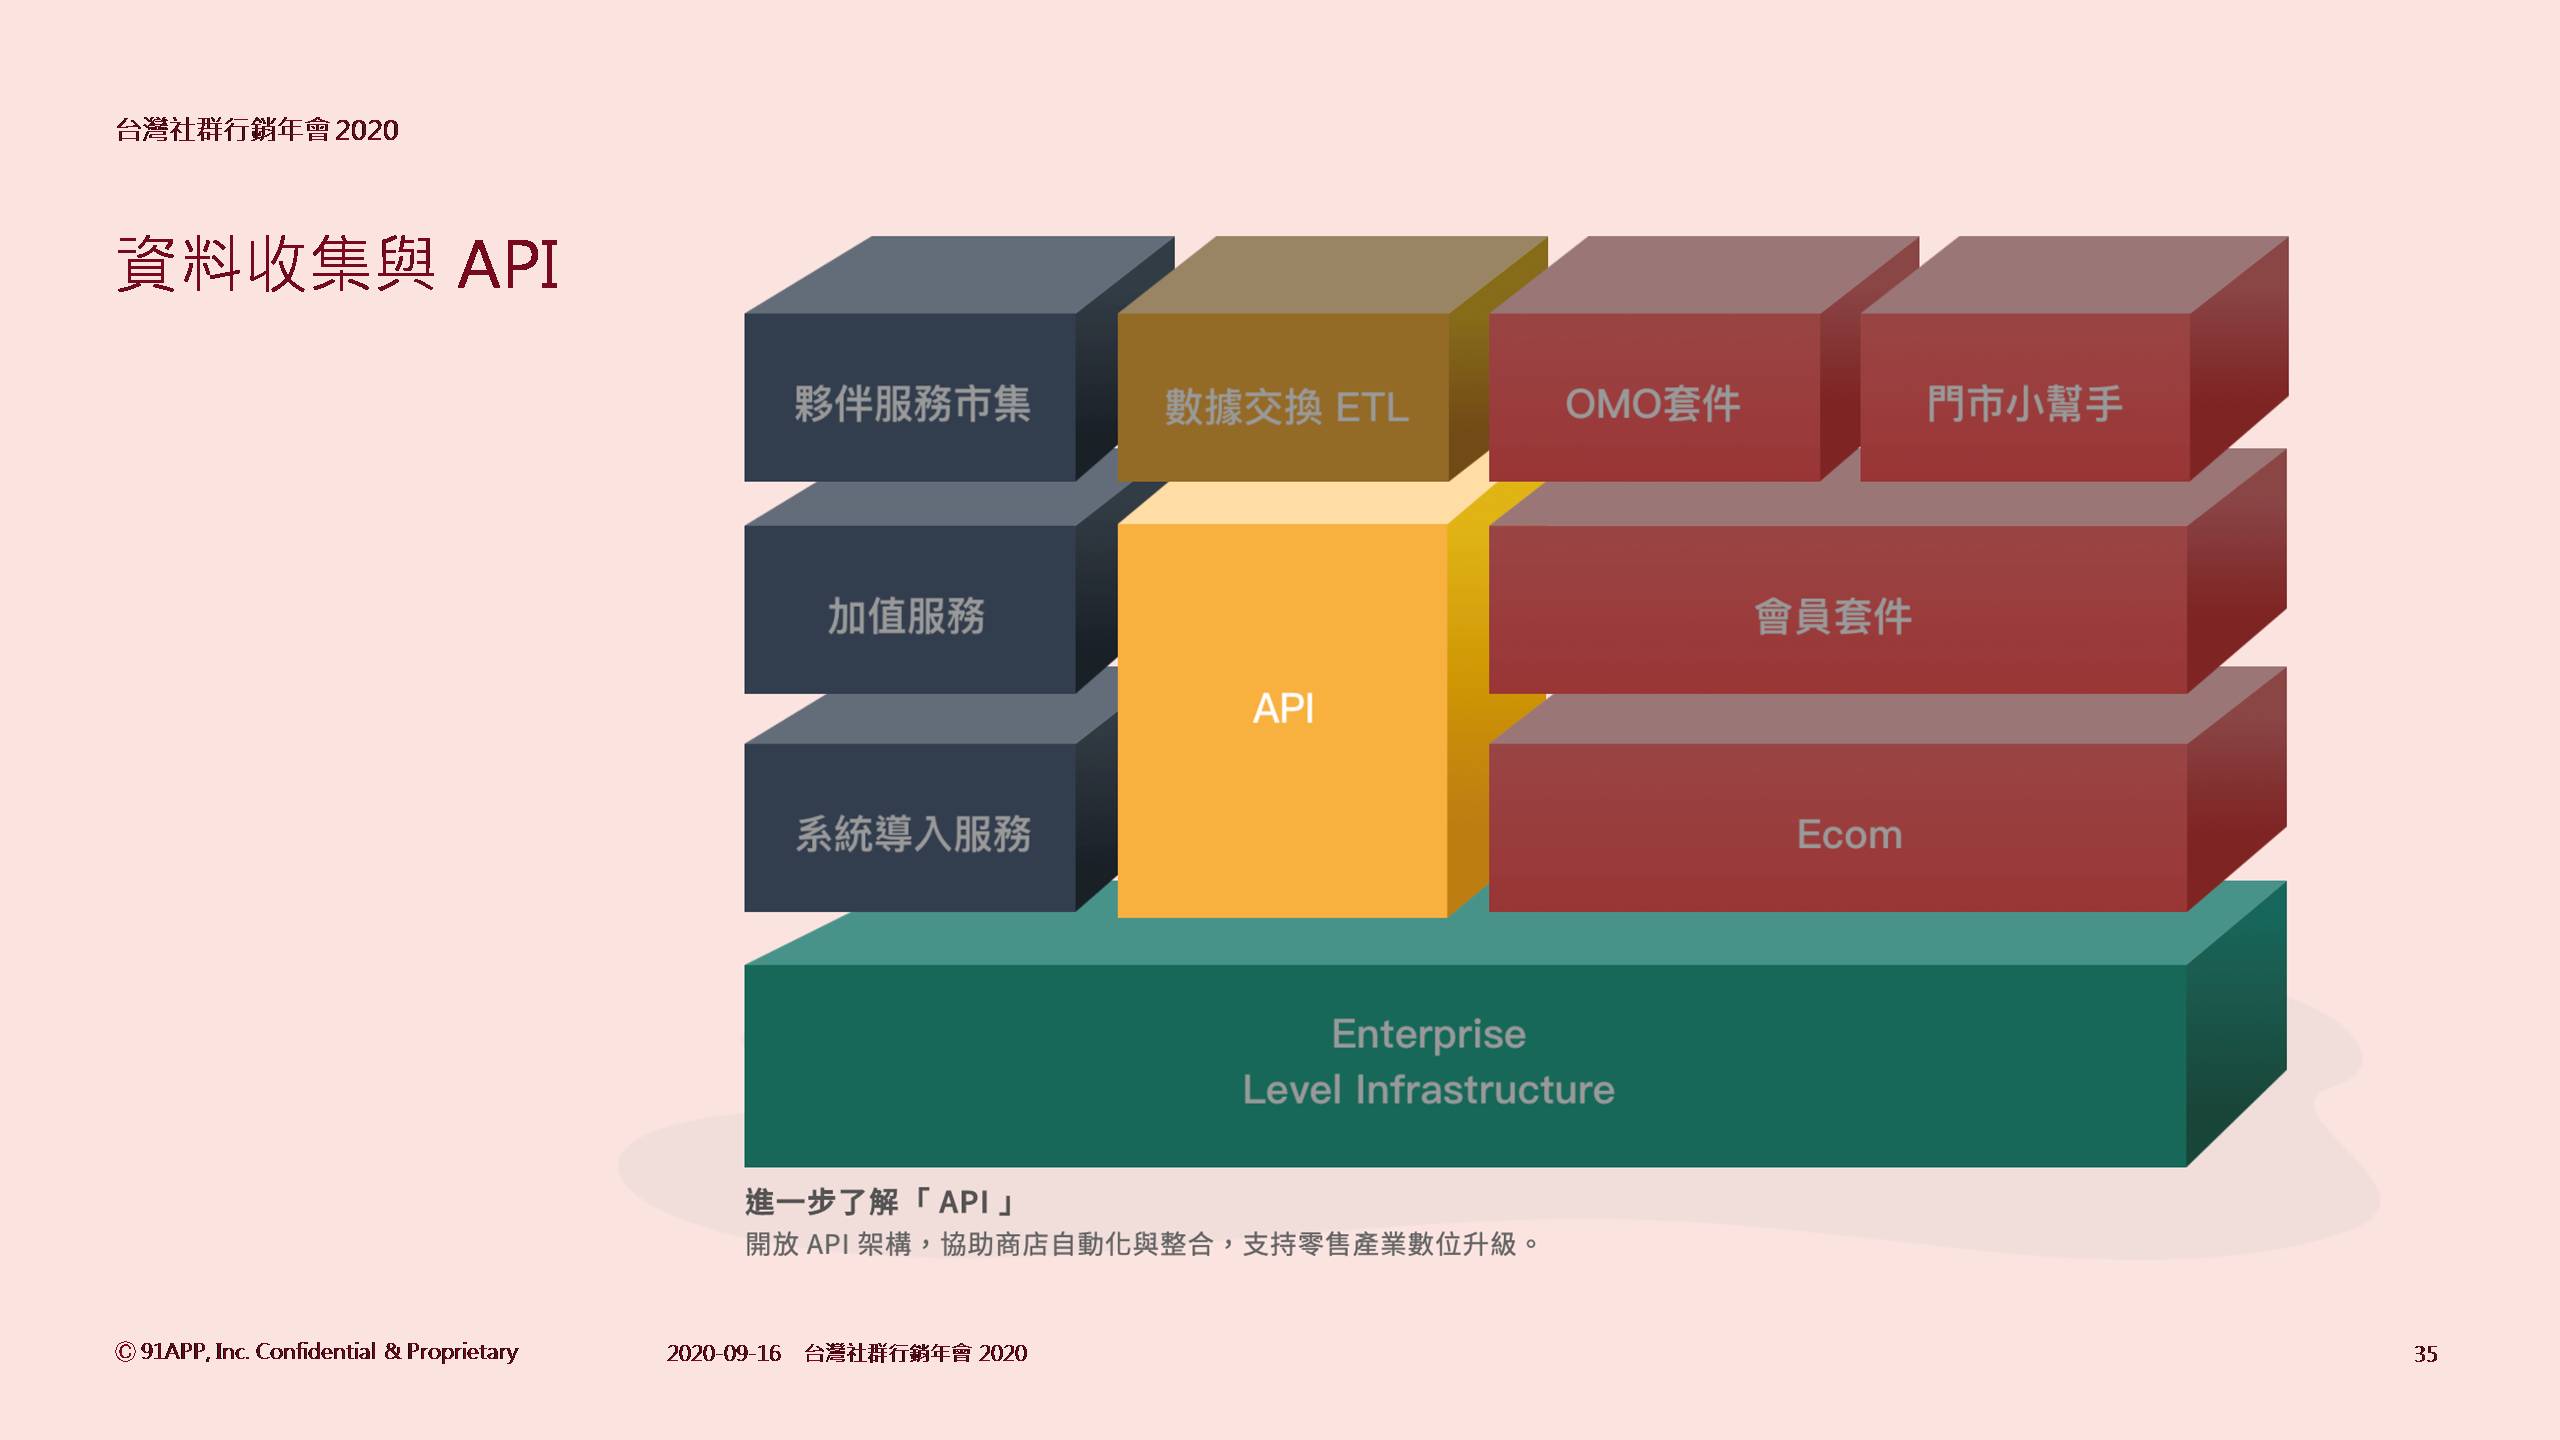 台灣社群行銷年會2020
資料收集與 API
夥伴服務市集
數據交換 ETL
OMO套件
門市小幫手
加值服務
會員套件
API
系統導入服務
Ecom
Enterprise
Level Infrastructure
進一步了解「 API 」
開放 API 架構，協助商店自動化與整合，支持零售產業數位升級。
© 91APP, Inc. Confidential & Proprietary
2020-09-16 台灣社群行銷年會 2020
35